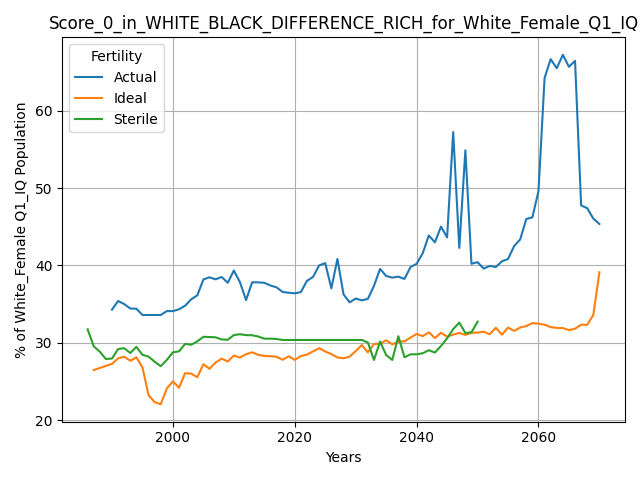 Score_0_in_WHITE_BLACK_DIFFERENCE_RICH_for_White_Female_Q1_IQ
Fertility
Actual
Ideal
Sterile
% of White_Female Q1_IQ Population
60
50
40
30
20
2000
2020
2040
2060
Years